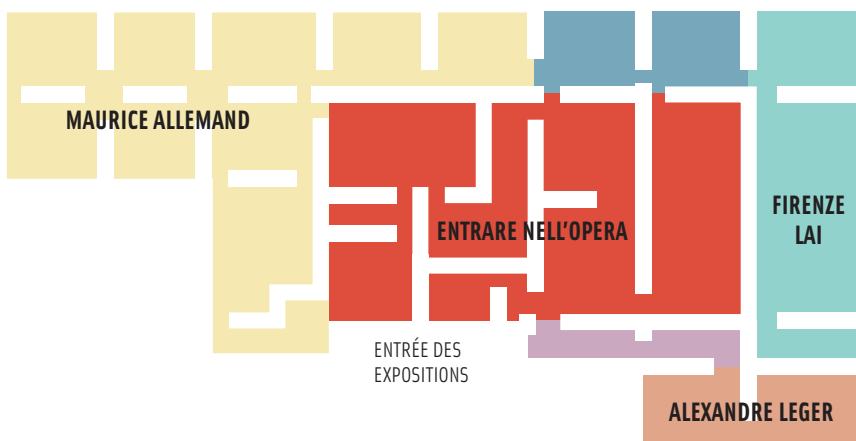 MAURICE ALLEMAND
ENTRARE NELL’OPERA
FIRENZE
LAI
ENTRÉE DES
EXPOSITIONS
ALEXANDRE LEGER